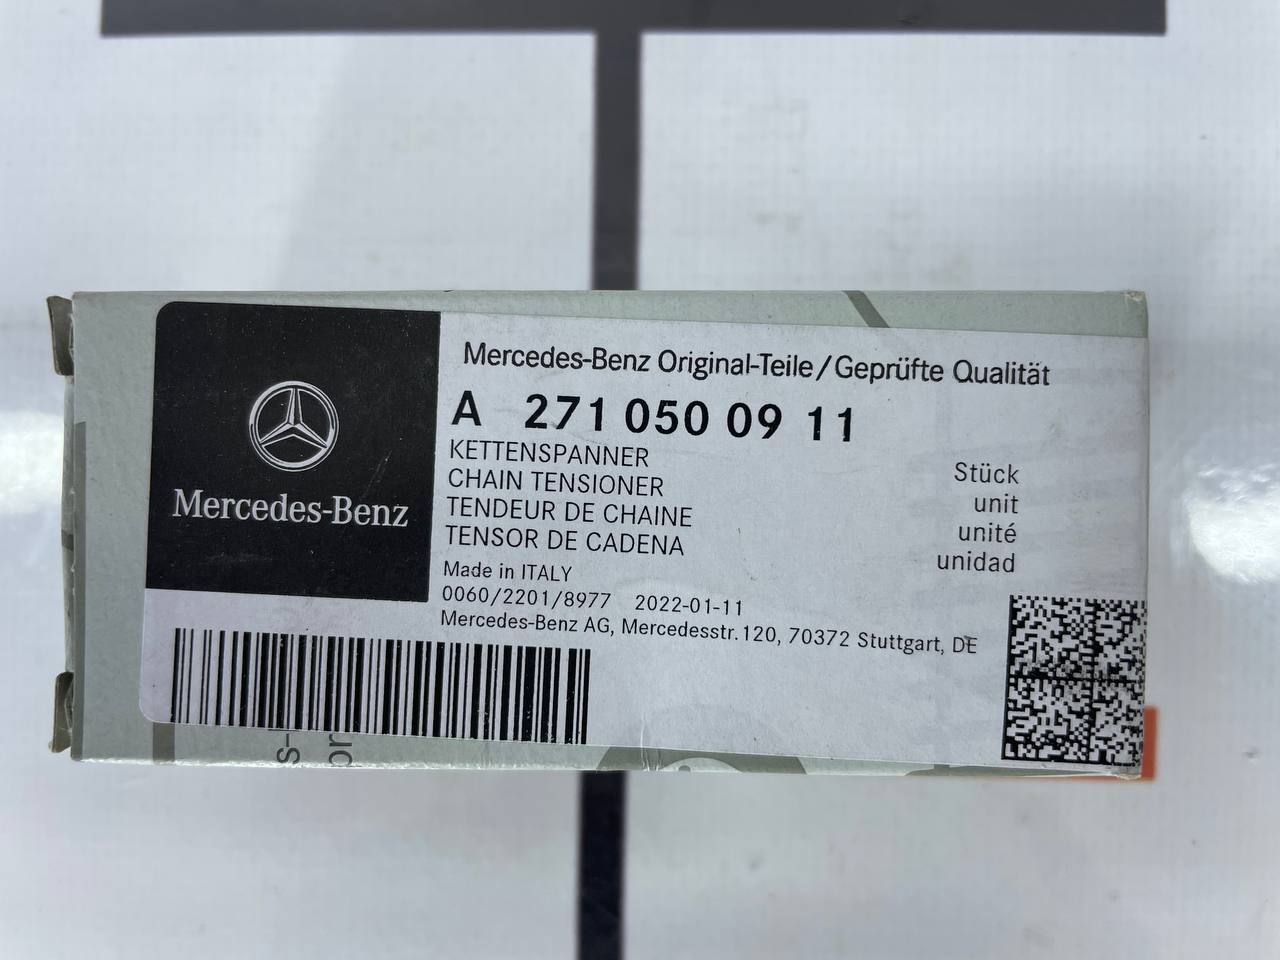 Mercedes-Benz
Mercedes-Benz Original-Teile/Geprüfte Qualität
A 271 050 09 11
KETTENSPANNER
CHAIN TENSIONER
TENDEUR DE CHAINE
TENSOR DE CADENA
Stück
unit
unité
unidad
Made in ITALY
0060/2201/8977 2022-01-11
Mercedes-Benz AG, Mercedesstr.120, 70372 Stuttgart, DE